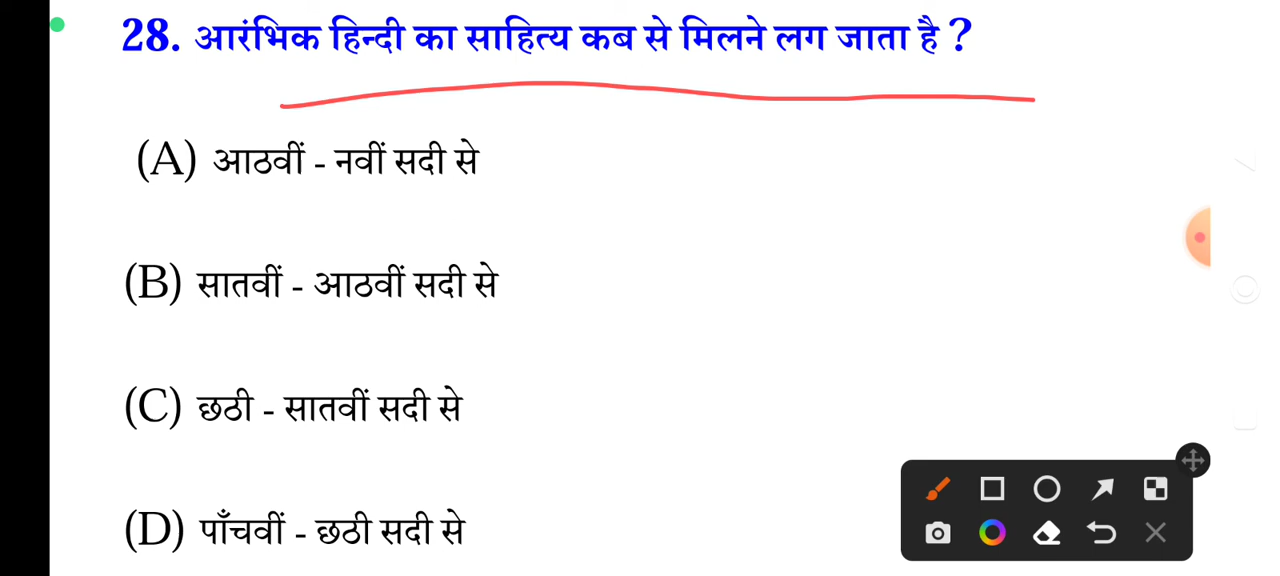 28. आरंभिक हिन्दी का साहित्य कब से मिलने लग जाता है ?
(A) आठवीं - नवीं सदी से
(B) सातवीं - आठवीं सदी से
(C) छठी - सातवीं सदी से
(D) पाँचवीं - छठी सदी से